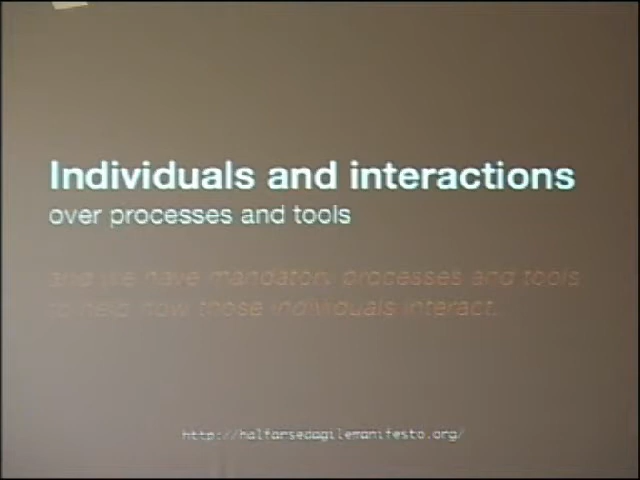 Individuals and interactions
over processes and tools
and we have mandatory processes and tools
to help how those individuals interact.
http://halfarsedagilemanifesto.org/